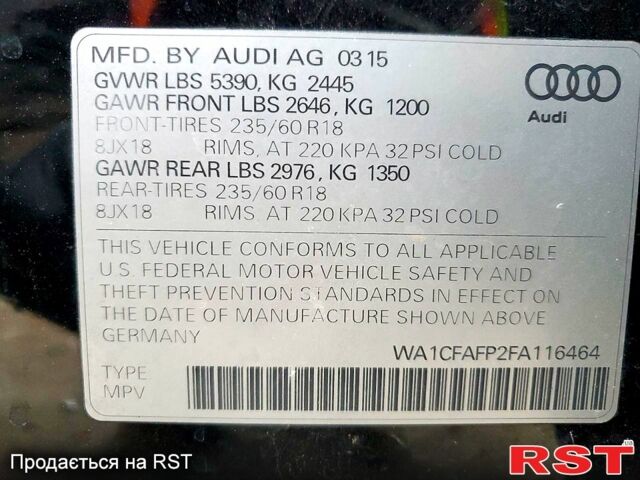 MFD. BY AUDI AG 0315
GVWR LBS 5390, KG 2445
GAWR FRONT LBS 2646, KG 1200
FRONT-TIRES 235/60 R18
8JX18 RIMS, AT 220 KPA 32 PSI COLD
GAWR REAR LBS 2976, KG 1350
REAR-TIRES 235/60 R18
8JX18 RIMS, AT 220 KPA 32 PSI COLD
Audi
THIS VEHICLE CONFORMS TO ALL APPLICABLE
U.S. FEDERAL MOTOR VEHICLE SAFETY AND
THEFT PREVENTION STANDARDS IN EFFECT ON
THE DATE OF MANUFACTURE SHOWN ABOVE
GERMANY
WA1CFAFP2FA116464
TYPE
MPV
Продається на RST
RST